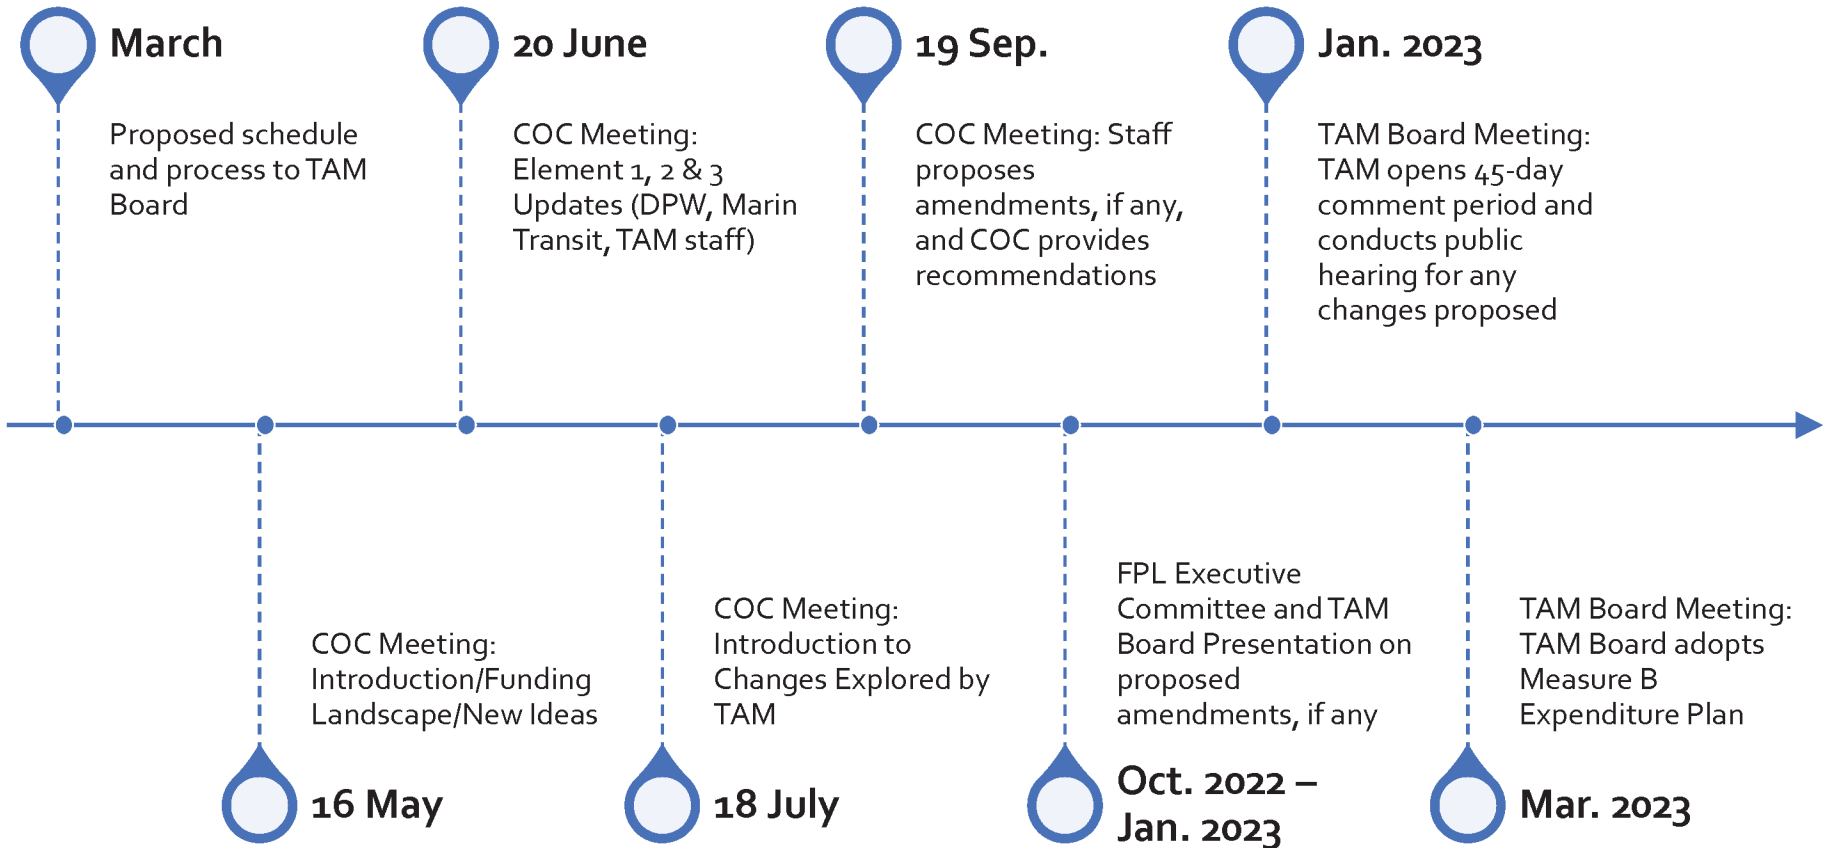 March
Proposed schedule
and process to TAM
Board
20 June
COC Meeting:
Element 1, 2 & 3
Updates (DPW, Marin
Transit, TAM staff)
19 Sep.
COC Meeting: Staff
proposes
amendments, if any,
and COC provides
recommendations
Jan. 2023
TAM Board Meeting:
TAM opens 45-day
comment period and
conducts public
hearing for any
changes proposed
COC Meeting:
Introduction/Funding
Landscape/New Ideas
16 May
COC Meeting:
Introduction to
Changes Explored by
TAM
18 July
FPL Executive
Committee and TAM
Board Presentation on
proposed
amendments, if any
Oct. 2022 –
Jan. 2023
TAM Board Meeting:
TAM Board adopts
Measure B
Expenditure Plan
Mar. 2023